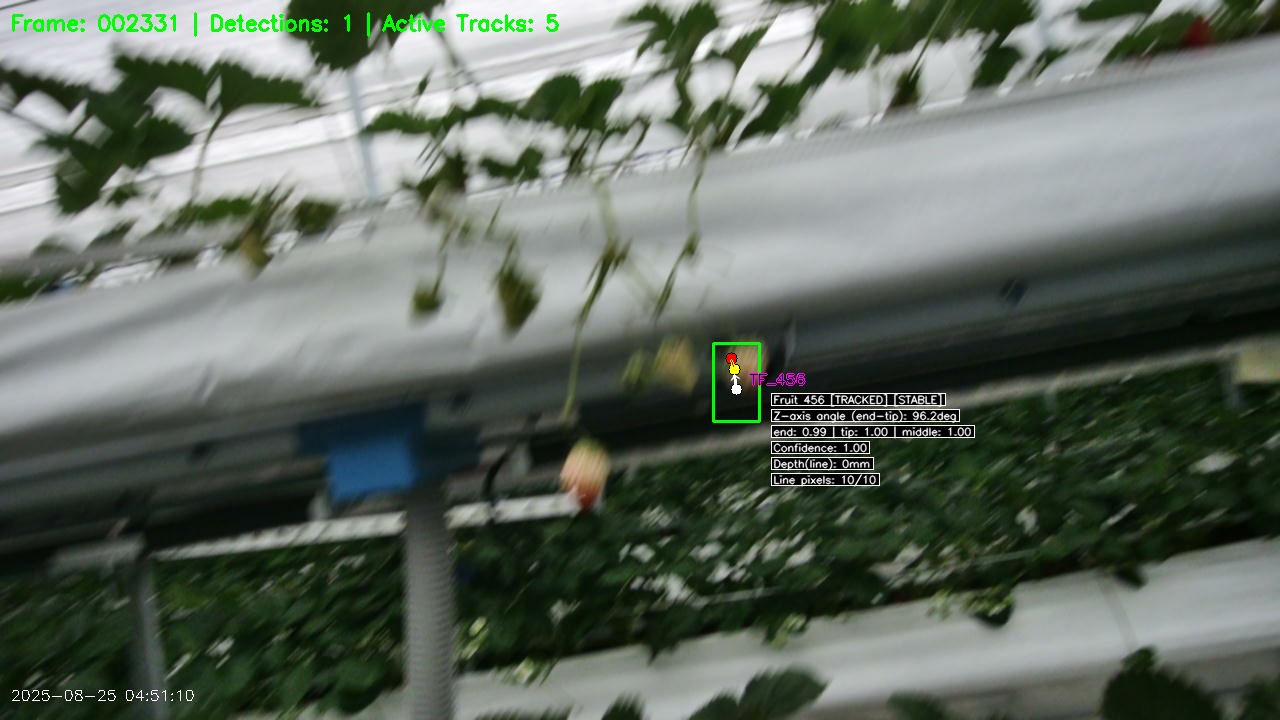 Frame: 002331 | Detections: 1 | Active Tracks: 5
TF_456
Fruit 456 [TRACKED] [STABLE]
Z-axis angle (end-tip): 96.2deg
end: 0.99 | tip: 1.00 | middle: 1.00
Confidence: 1.00
Depth(line): 0mm
Line pixels: 10/10
2025-08-25 04:51:10